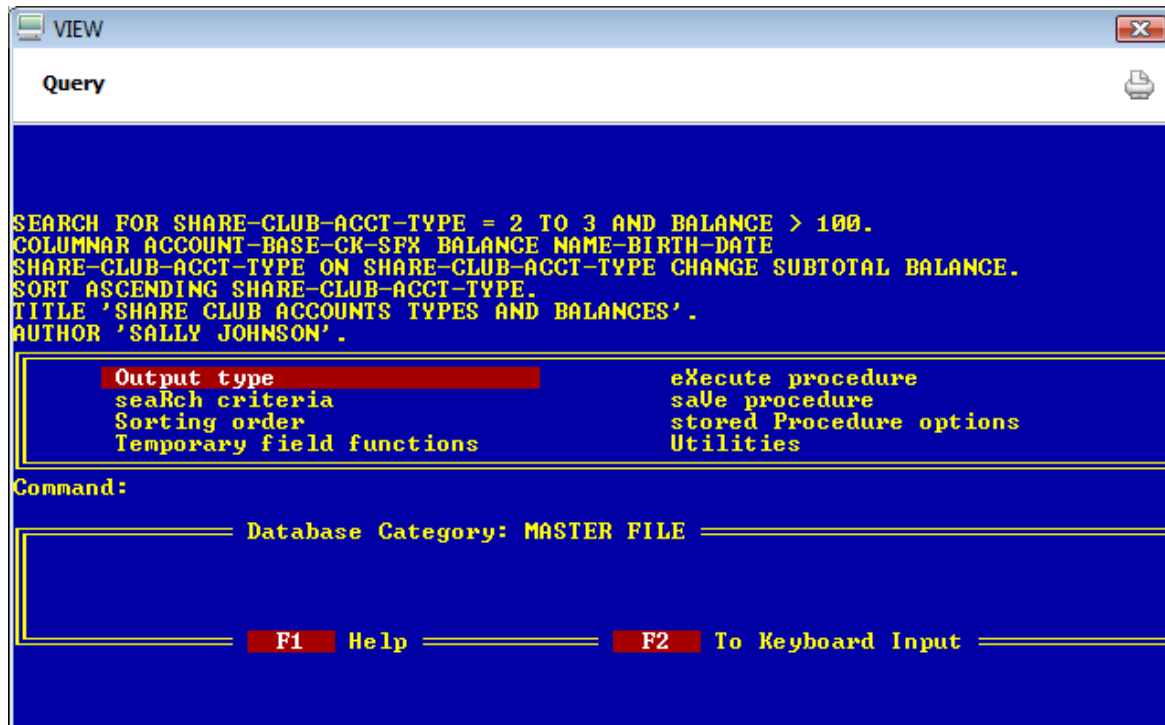 VIEW
Query
SEARCH FOR SHARE-CLUB-ACCT-TYPE = 2 TO 3 AND BALANCE > 100.
COLUMNAR ACCOUNT-BASE-CK-SFX BALANCE NAME-BIRTH-DATE
SHARE-CLUB-ACCT-TYPE ON SHARE-CLUB-ACCT-TYPE CHANGE SUBTOTAL BALANCE.
SORT ASCENDING SHARE-CLUB-ACCT-TYPE.
TITLE 'SHARE CLUB ACCOUNTS TYPES AND BALANCES'.
AUTHOR 'SALLY JOHNSON'.
Output type eXecute procedure
seaRch criteria saVe procedure
Sorting order stored Procedure options
Temporary field functions Utilities
Command:
Database Category: MASTER FILE
F1 Help F2 To Keyboard Input